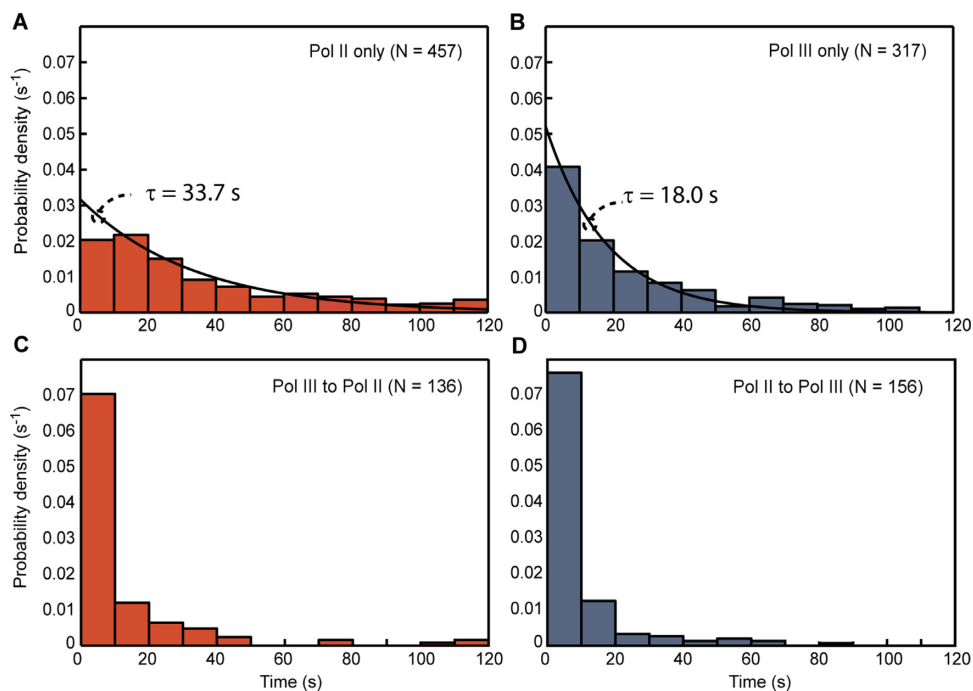 A
Pol II only (N = 457)
Probability density (s⁻¹)
0.07
0.06
0.05
0.04
0.03
0.02
0.01
0
τ = 33.7 s
0 20 40 60 80 100 120
B
Pol III only (N = 317)
0.07
0.06
0.05
0.04
0.03
0.02
0.01
0
τ = 18.0 s
0 20 40 60 80 100 120
C
Pol III to Pol II (N = 136)
Probability density (s⁻¹)
0.07
0.06
0.05
0.04
0.03
0.02
0.01
0
0 20 40 60 80 100 120
Time (s)
D
Pol II to Pol III (N = 156)
0.07
0.06
0.05
0.04
0.03
0.02
0.01
0
0 20 40 60 80 100 120
Time (s)